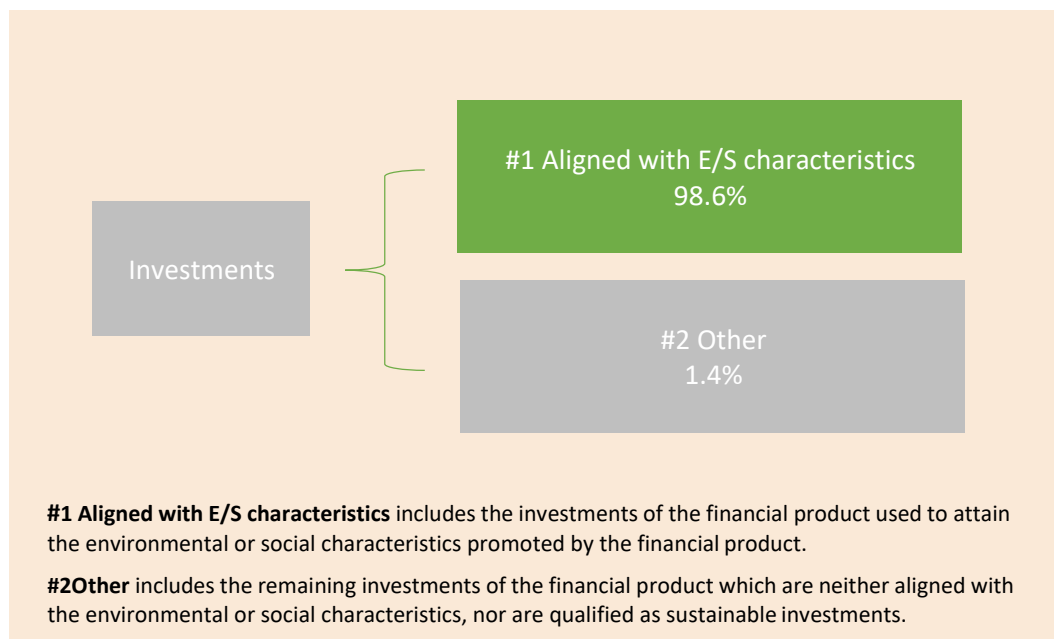 #1 Aligned with E/S characteristics
98.6%
Investments
#2 Other
1.4%
#1 Aligned with E/S characteristics includes the investments of the financial product used to attain
the environmental or social characteristics promoted by the financial product.
#2Other includes the remaining investments of the financial product which are neither aligned with
the environmental or social characteristics, nor are qualified as sustainable investments.